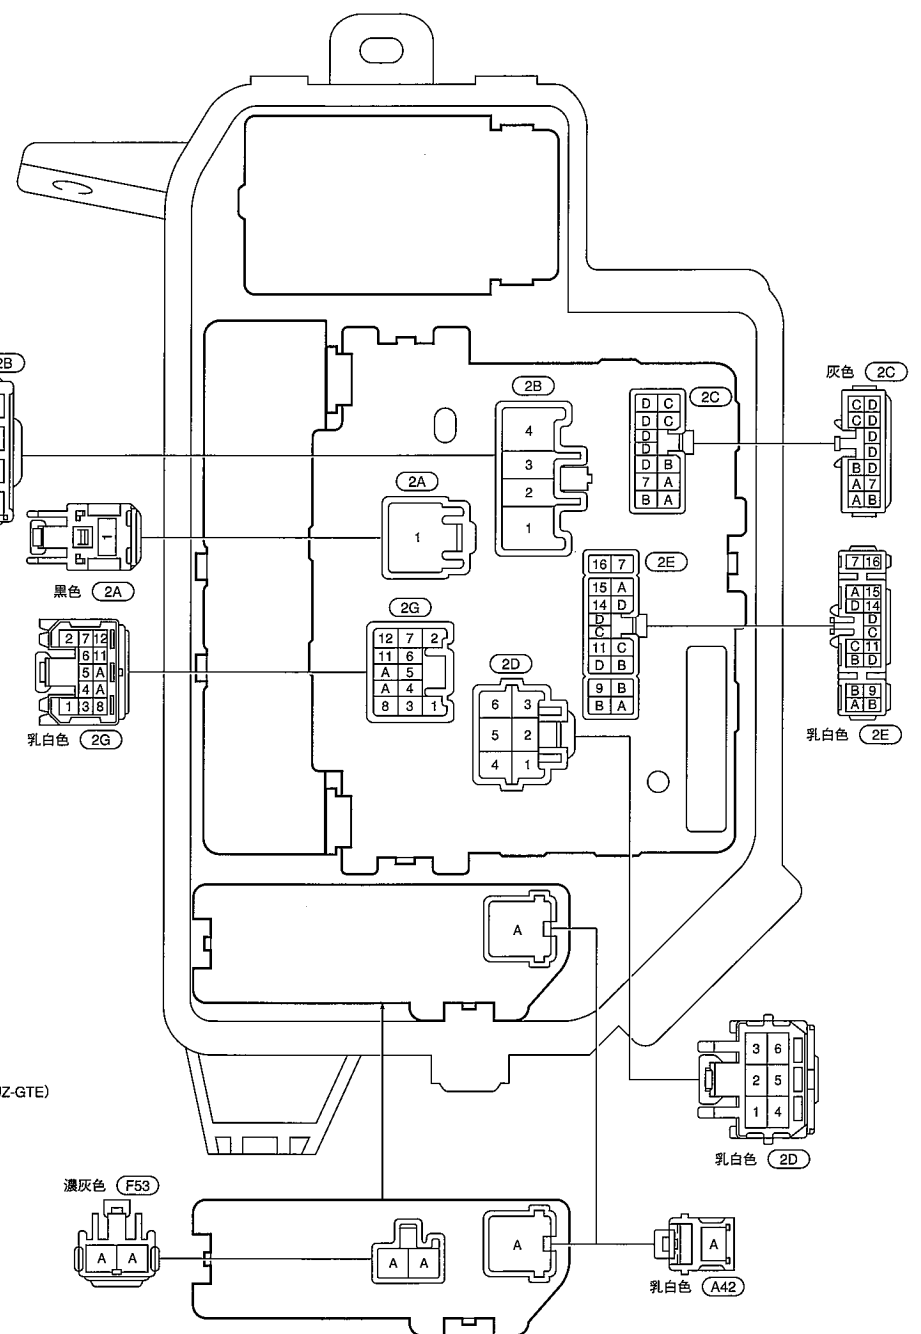 2B
2B
4
3
2
1
2C
D C
D C
D
D
D B
7 A
B A
灰色 2C
C D
C D
D
D
B D
A 7
A B
2A
1
1
黒色 2A
2G
12 7 2
11 6
A 5
A 4
8 3 1
2 7 12
6 11
5 A
4 A
1 3 8
乳白色 2G
2E
16 7
15 A
14 D
D
C
11 C
D B
9 B
B A
7 16
A 15
D 14
D
C
C 11
B D
B 9
A B
乳白色 2E
2D
6 3
5 2
4 1
A
3 6
2 5
1 4
乳白色 2D
JZ-GTE)
濃灰色 F53
A A
A A
A
A
乳白色 A42